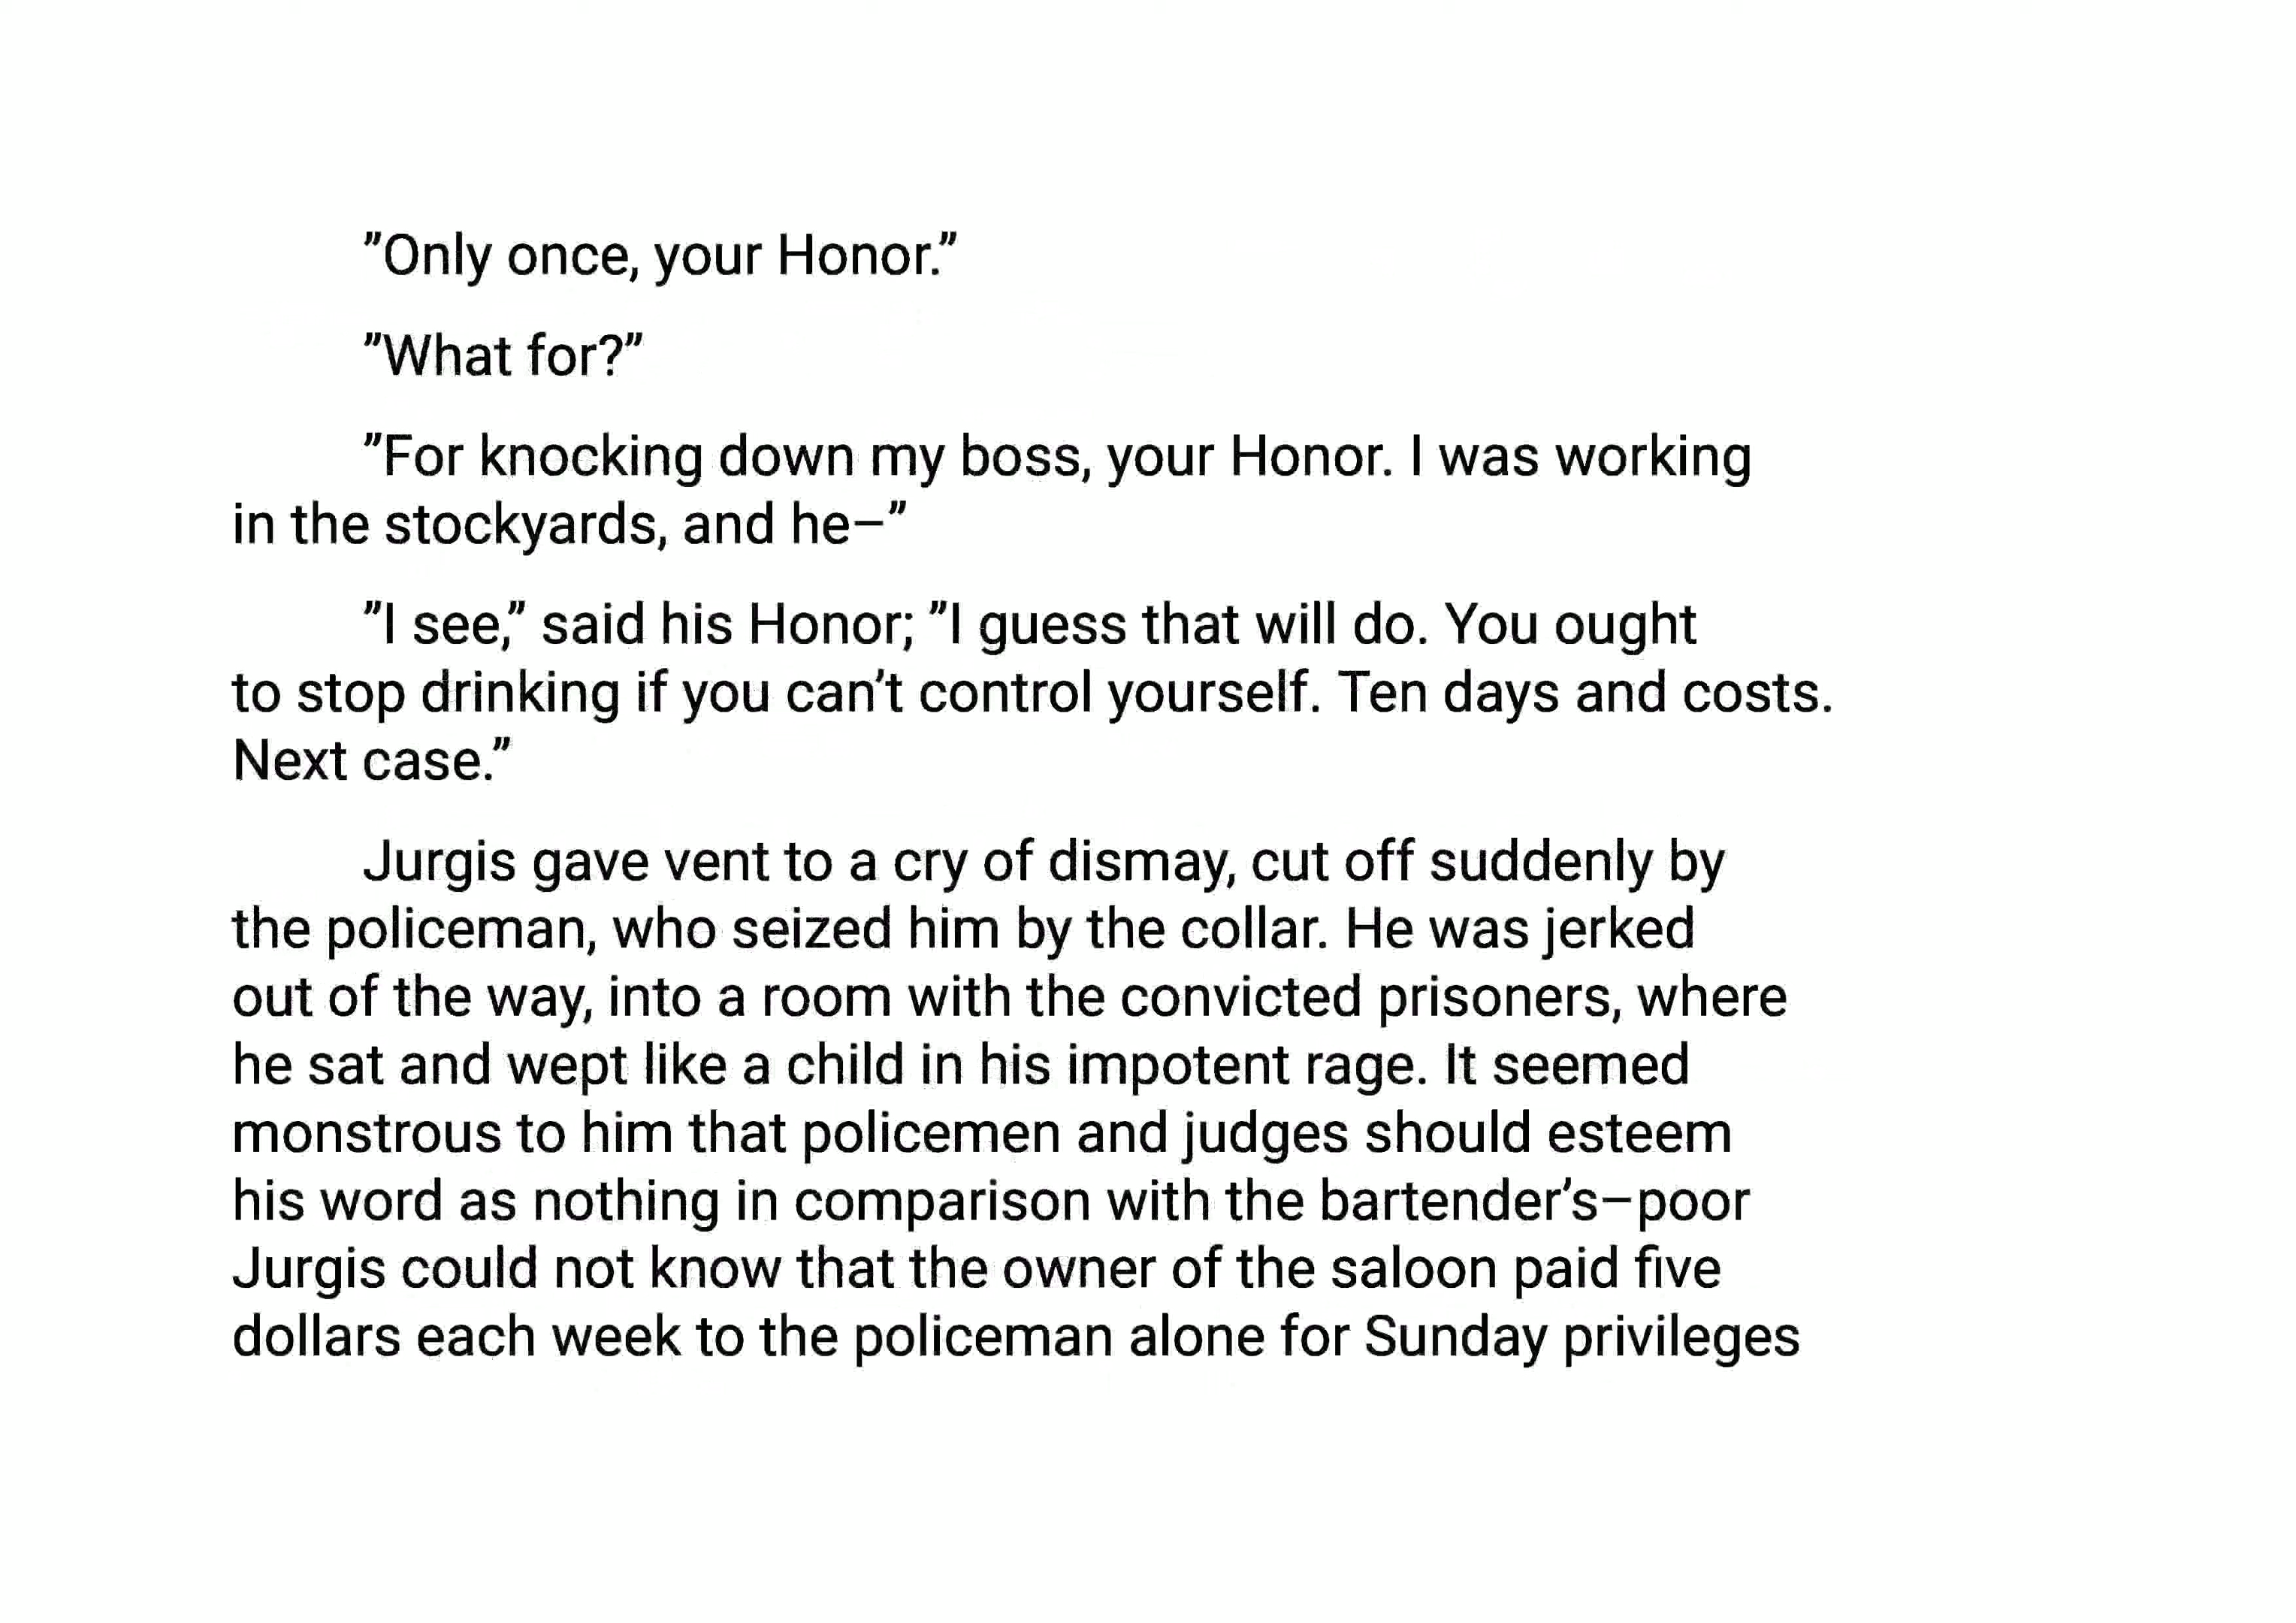 ”Only once, your Honor.”
”What for?”
”For knocking down my boss, your Honor. I was working
in the stockyards, and he–”
”I see,” said his Honor; ”I guess that will do. You ought
to stop drinking if you can’t control yourself. Ten days and costs.
Next case.”
Jurgis gave vent to a cry of dismay, cut off suddenly by
the policeman, who seized him by the collar. He was jerked
out of the way, into a room with the convicted prisoners, where
he sat and wept like a child in his impotent rage. It seemed
monstrous to him that policemen and judges should esteem
his word as nothing in comparison with the bartender’s–poor
Jurgis could not know that the owner of the saloon paid five
dollars each week to the policeman alone for Sunday privileges